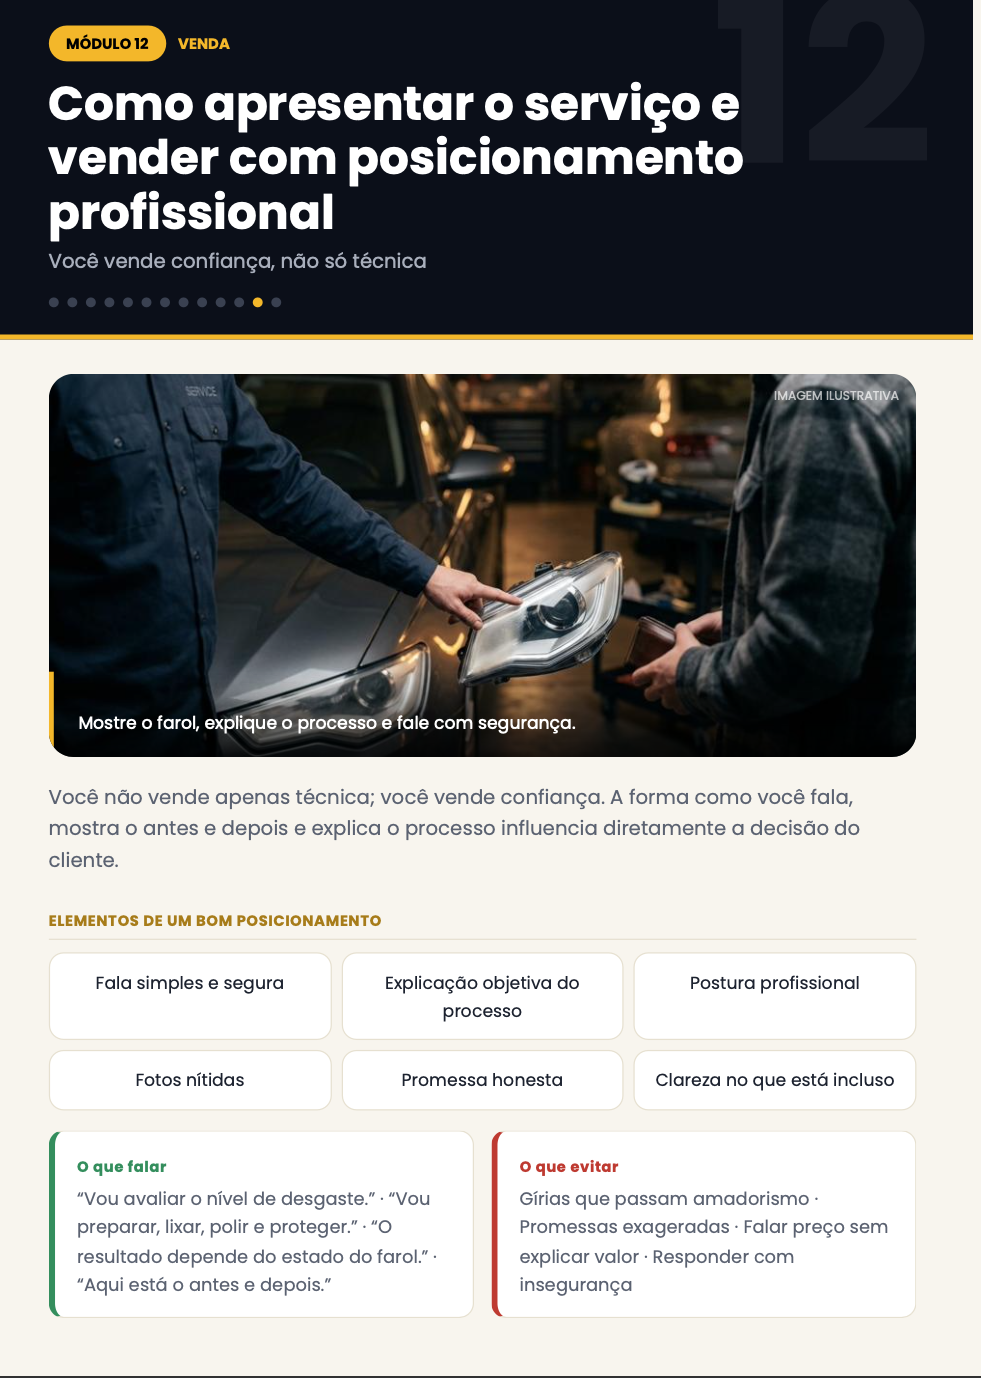 12
MÓDULO 12
VENDA
Como apresentar o serviço e
vender com posicionamento
profissional
Você vende confiança, não só técnica
SERVICE
IMAGEM ILUSTRATIVA
Mostre o farol, explique o processo e fale com segurança.
Você não vende apenas técnica; você vende confiança. A forma como você fala,
mostra o antes e depois e explica o processo influencia diretamente a decisão do
cliente.
ELEMENTOS DE UM BOM POSICIONAMENTO
Fala simples e segura
Explicação objetiva do
processo
Postura profissional
Fotos nítidas
Promessa honesta
Clareza no que está incluso
O que falar
“Vou avaliar o nível de desgaste.” · “Vou
preparar, lixar, polir e proteger.” · “O
resultado depende do estado do farol.” ·
“Aqui está o antes e depois.”
O que evitar
Gírias que passam amadorismo ·
Promessas exageradas · Falar preço sem
explicar valor · Responder com
insegurança